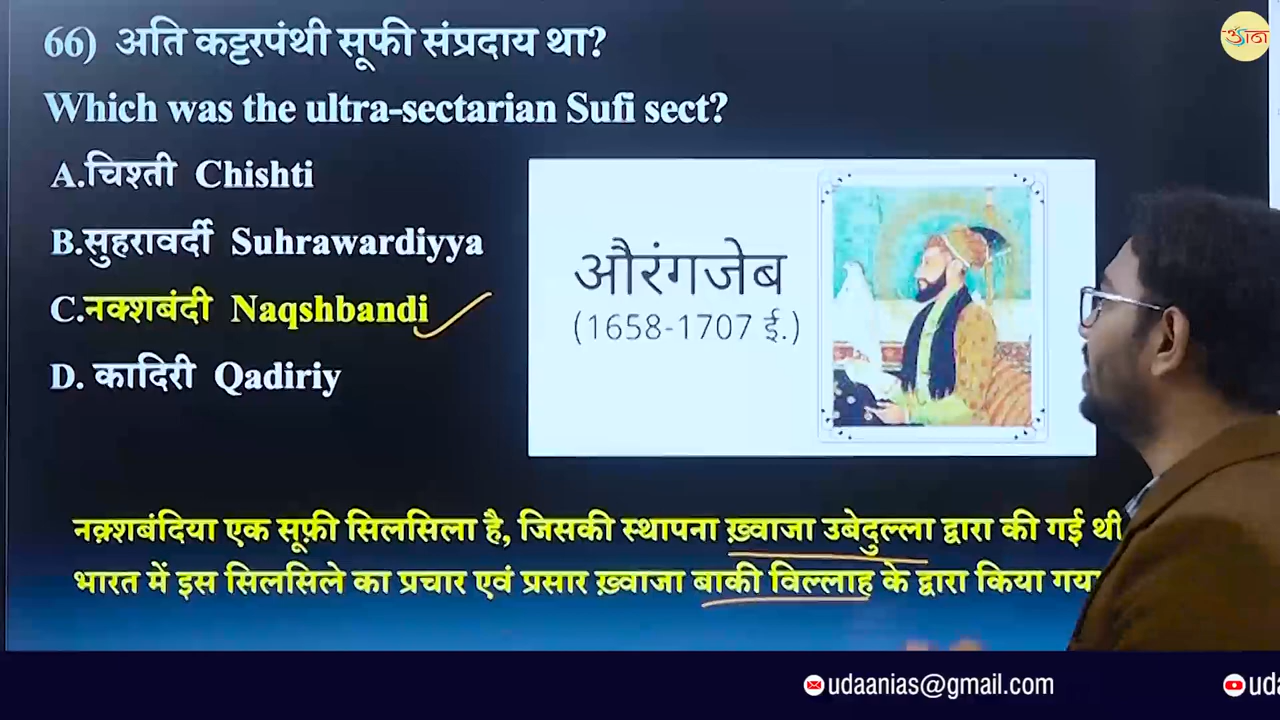 66) अति कट्टरपंथी सूफी संप्रदाय था?
Which was the ultra-sectarian Sufi sect?
A.चिश्ती Chishti
B.सुहरावर्दी Suhrawardiyya
C.नक्शबंदी Naqshbandi
D. कादिरी Qadiriy
औरंगजेब
(1658-1707 ई.)
नक़्शबंदिया एक सूफ़ी सिलसिला है, जिसकी स्थापना ख़्वाजा उबेदुल्ला द्वारा की गई थी
भारत में इस सिलसिले का प्रचार एवं प्रसार ख़्वाजा बाकी विल्लाह के द्वारा किया गया
udaanias@gmail.com